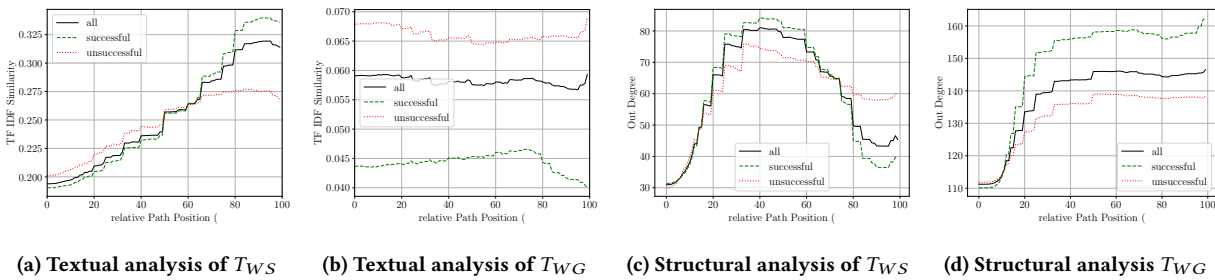 all
successful
unsuccessful
TF IDF Similarity
0.325
0.300
0.275
0.250
0.225
0.200
0
20
40
60
80
100
relative Path Position (
(a) Textual analysis of T_WS
all
successful
unsuccessful
TF IDF Similarity
0.070
0.065
0.060
0.055
0.050
0.045
0.040
0
20
40
60
80
100
relative Path Position (
(b) Textual analysis of T_WG
all
successful
unsuccessful
Out Degree
80
70
60
50
40
30
0
20
40
60
80
100
relative Path Position (
(c) Structural analysis of T_WS
all
successful
unsuccessful
Out Degree
160
150
140
130
120
110
0
20
40
60
80
100
relative Path Position (
(d) Structural analysis T_WG